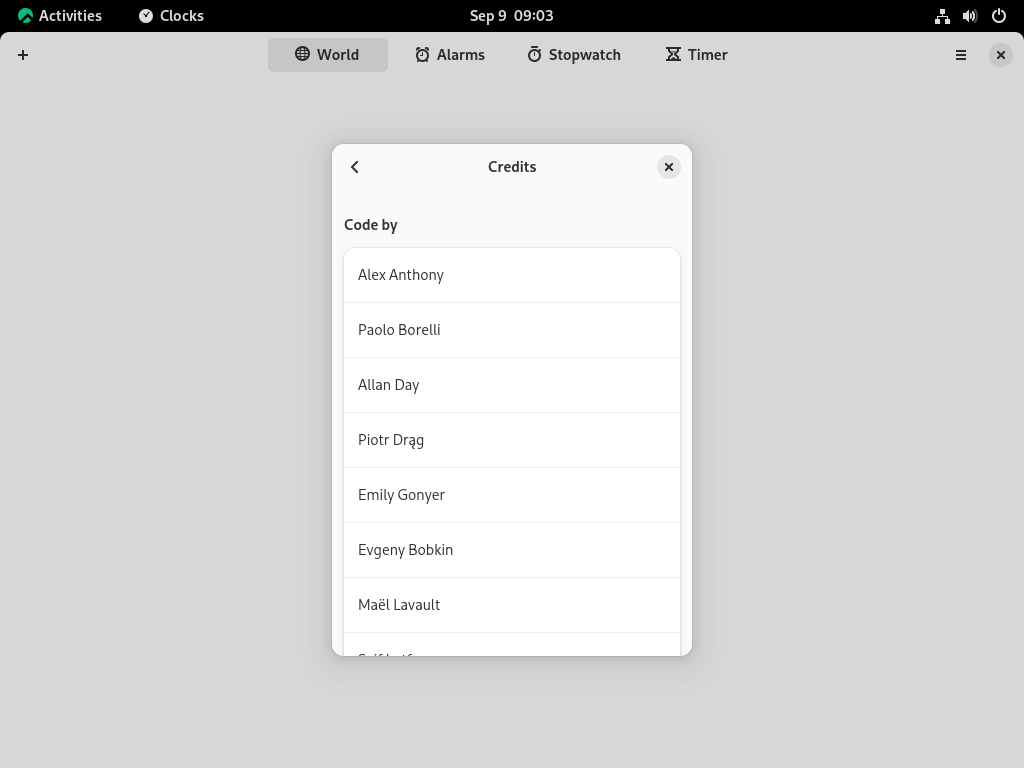 Activities Clocks Sep 9 09:03
World Alarms Stopwatch Timer
Credits
Code by
Alex Anthony
Paolo Borelli
Allan Day
Piotr Drąg
Emily Gonyer
Evgeny Bobkin
Maël Lavault